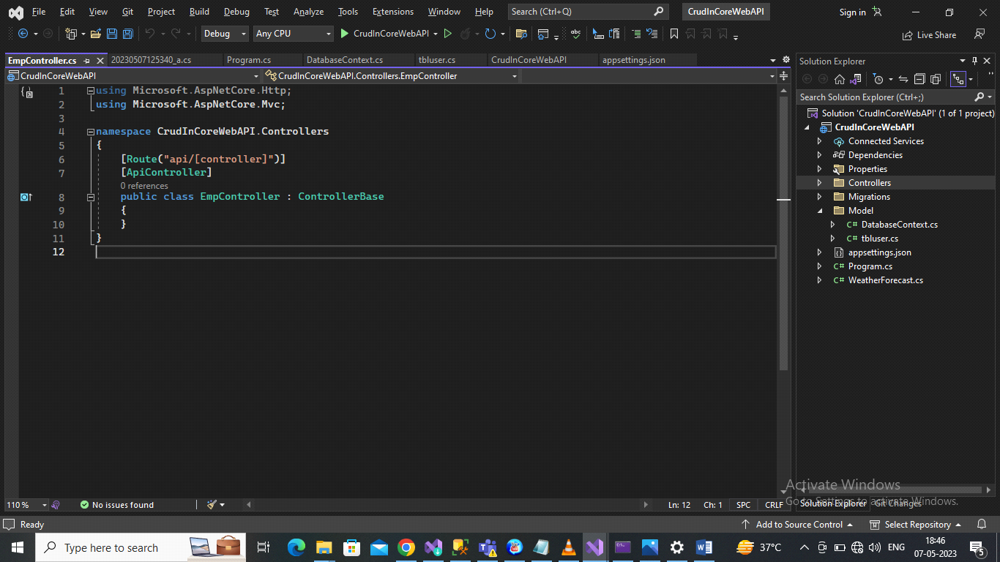 File Edit View Git Project Build Debug Test Analyze Tools Extensions Window Help Search (Ctrl+Q) CrudInCoreWebAPI Sign in
Debug Any CPU CrudInCoreWebAPI Live Share
EmpController.cs 20230507125340_a.cs Program.cs DatabaseContext.cs tbluser.cs CrudInCoreWebAPI appsettings.json
CrudInCoreWebAPI CrudInCoreWebAPI.Controllers.EmpController
1 using Microsoft.AspNetCore.Http;
2 using Microsoft.AspNetCore.Mvc;
3
4 namespace CrudInCoreWebAPI.Controllers
5 {
6 [Route("api/[controller]")]
7 [ApiController]
0 references
8 public class EmpController : ControllerBase
9 {
10 }
11 }
12
110 % No issues found Ln: 12 Ch: 1 SPC CRLF
Solution Explorer
Search Solution Explorer (Ctrl+;)
Solution 'CrudInCoreWebAPI' (1 of 1 project)
CrudInCoreWebAPI
Connected Services
Dependencies
Properties
Controllers
Migrations
Model
C# DatabaseContext.cs
C# tbluser.cs
appsettings.json
C# Program.cs
C# WeatherForecast.cs
Activate Windows
Go to Settings to activate Windows.
Solution Explorer Git Changes
Ready Add to Source Control Select Repository
Type here to search 37°C ENG 18:46
07-05-2023 5